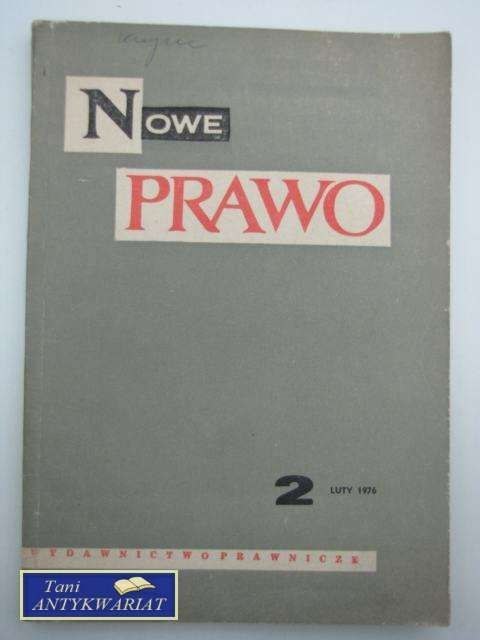 NOWE
PRAWO
2 LUTY 1976
WYDAWNICTWO PRAWNICZE
Tani
ANTYKWARIAT